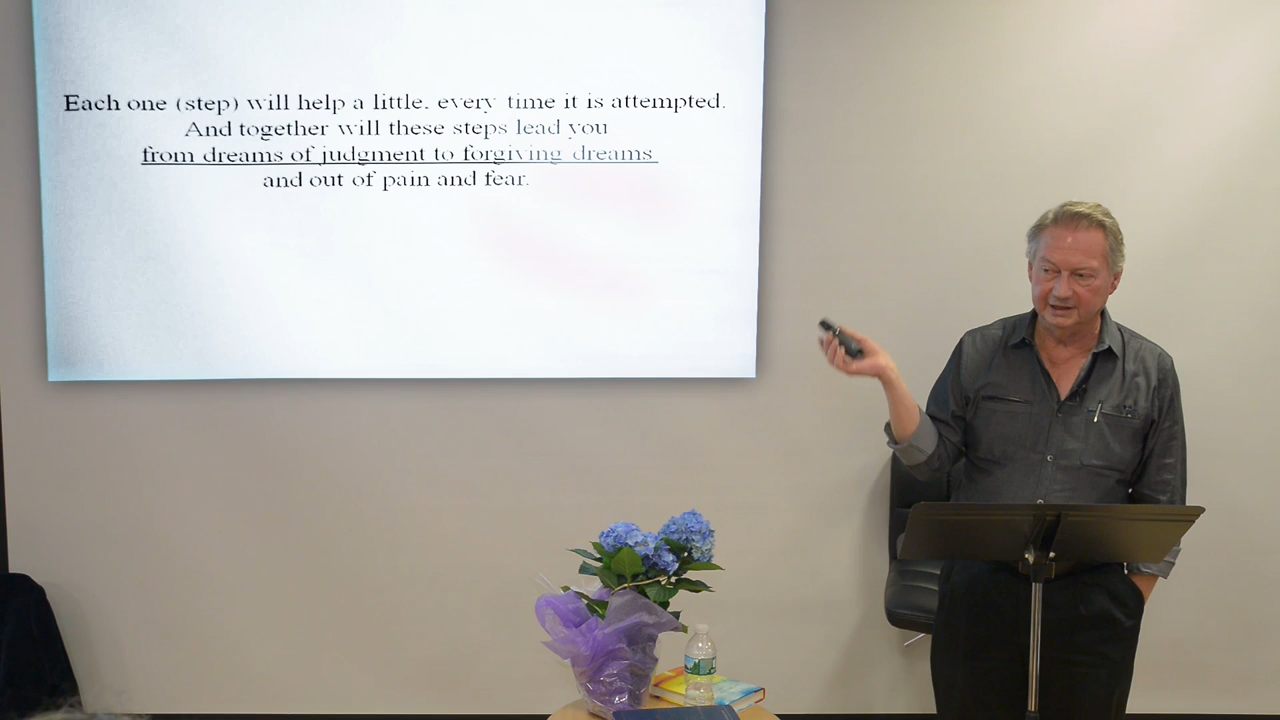 Each one (step) will help a little, every time it is attempted.
And together will these steps lead you
from dreams of judgment to forgiving dreams
and out of pain and fear.